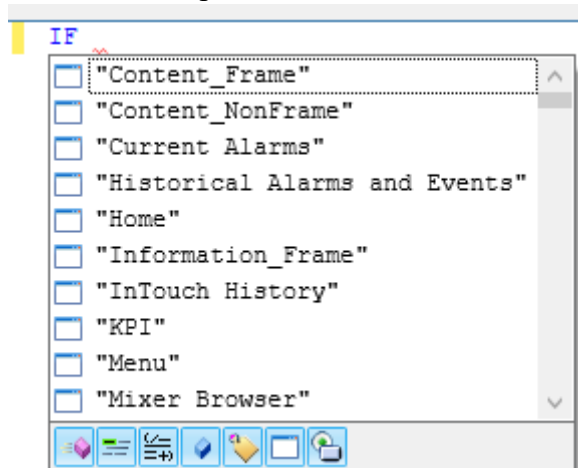 IF
"Content_Frame"
"Content_NonFrame"
"Current Alarms"
"Historical Alarms and Events"
"Home"
"Information_Frame"
"InTouch History"
"KPI"
"Menu"
"Mixer Browser"